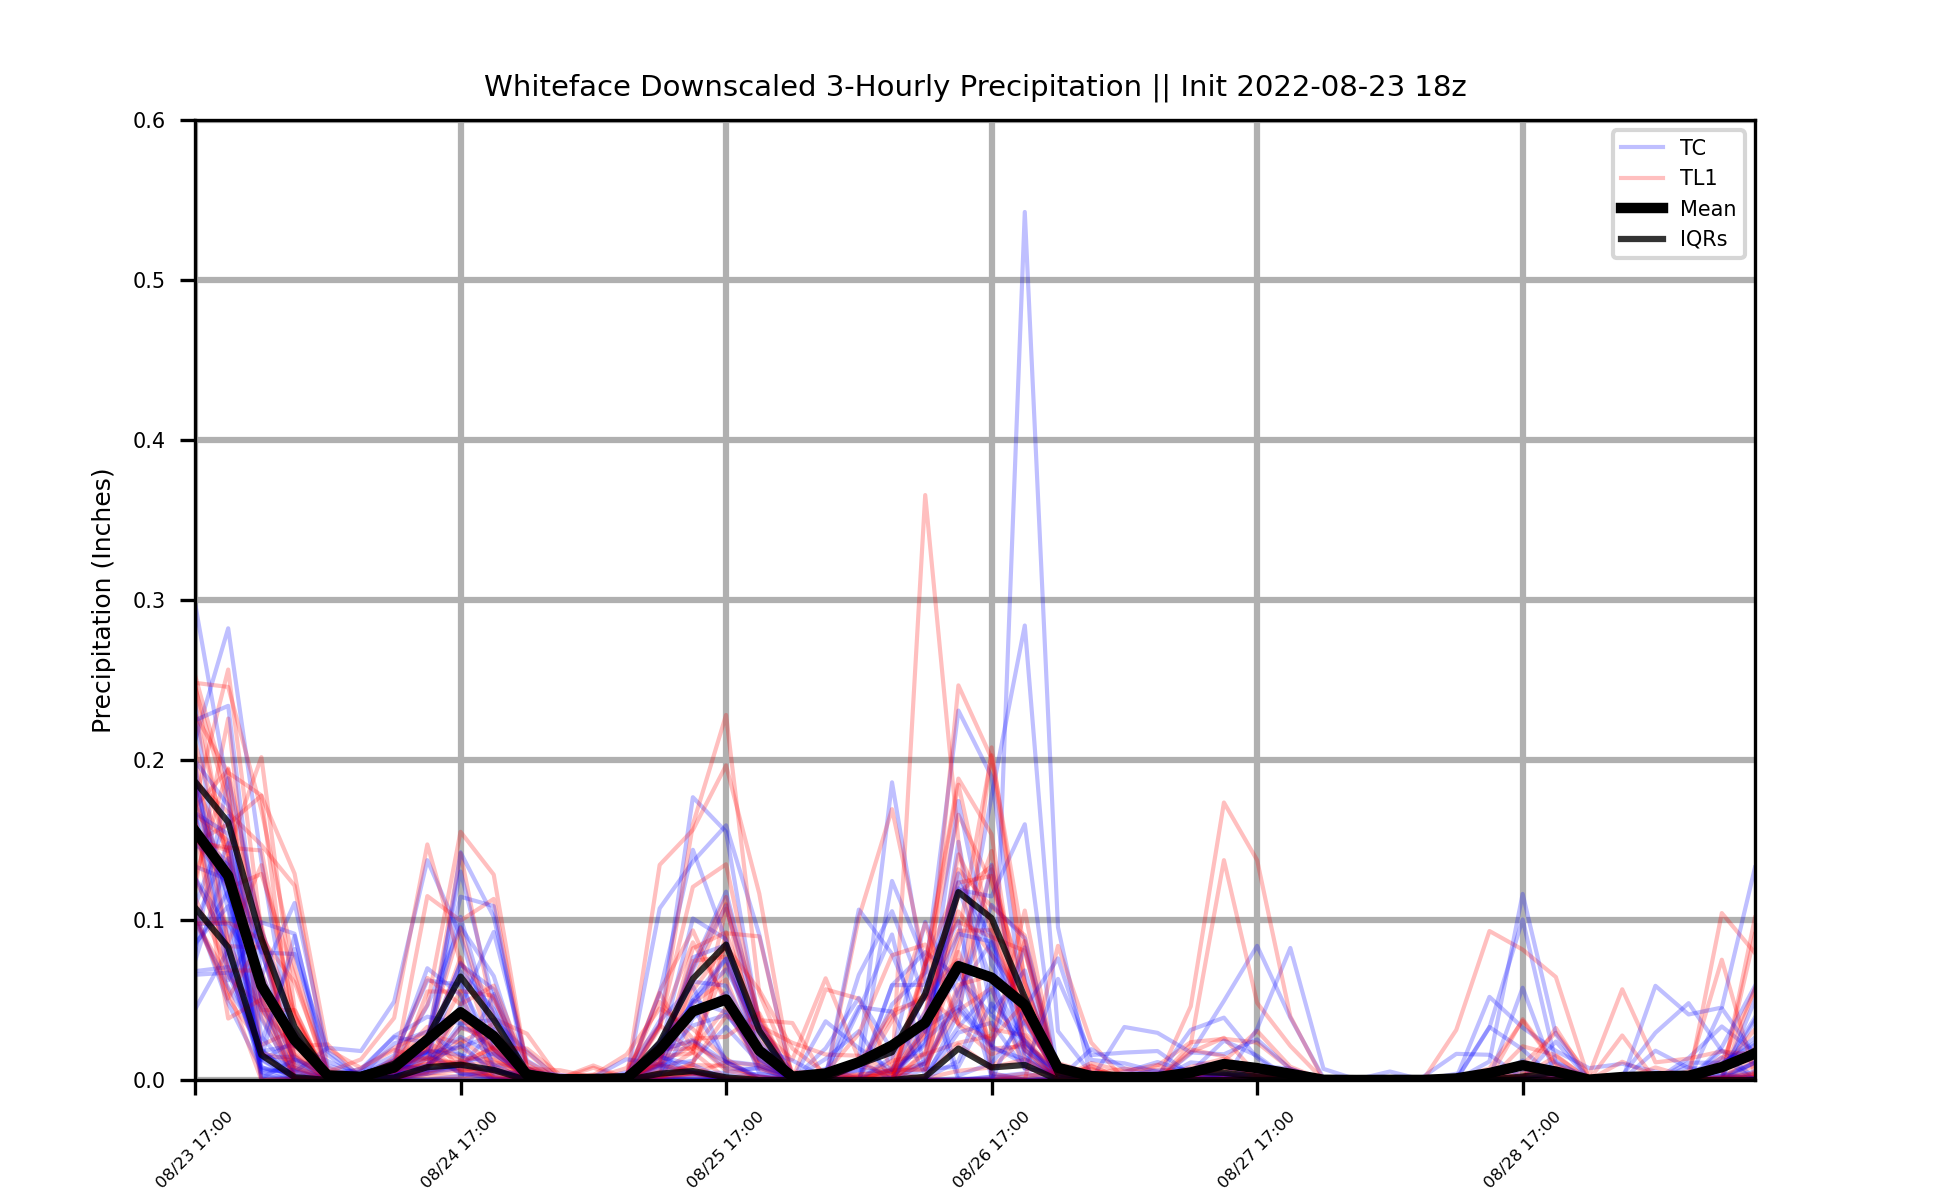 Whiteface Downscaled 3-Hourly Precipitation || Init 2022-08-23 18z
TC
TL1
Mean
IQRs
Precipitation (Inches)
0.6
0.5
0.4
0.3
0.2
0.1
0.0
08/23 17:00
08/24 17:00
08/25 17:00
08/26 17:00
08/27 17:00
08/28 17:00